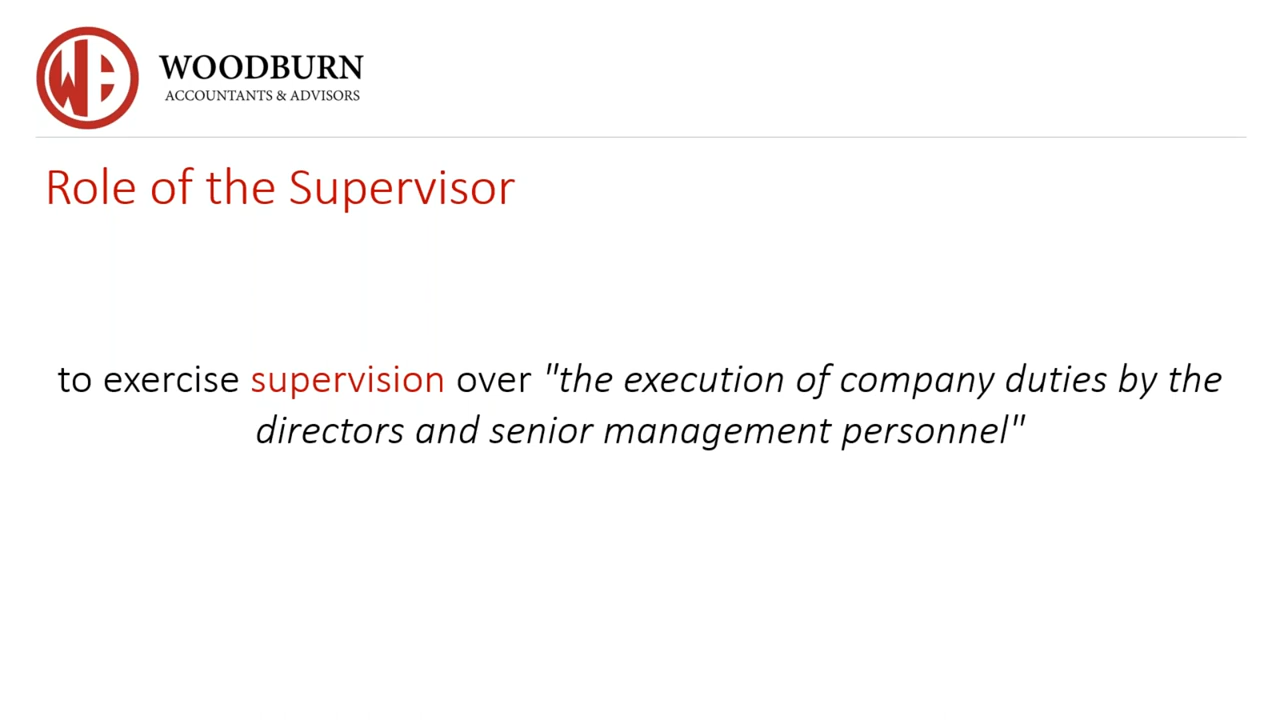 WOODBURN
ACCOUNTANTS & ADVISORS
Role of the Supervisor
to exercise supervision over "the execution of company duties by the
directors and senior management personnel"